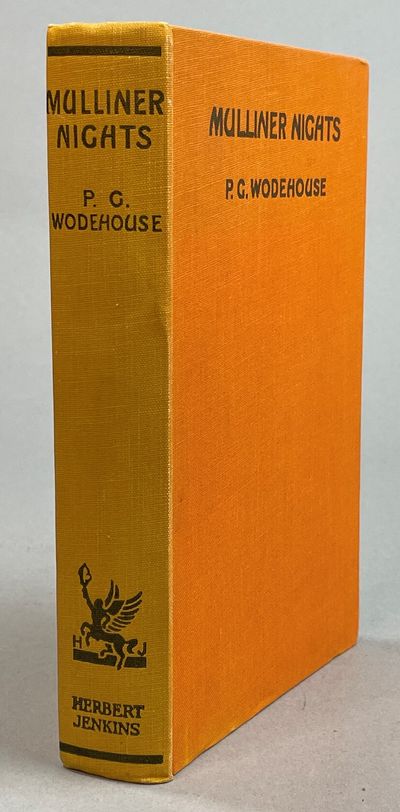 MULLINER
NIGHTS
P. G.
WODEHOUSE
H J
HERBERT
JENKINS
MULLINER NIGHTS
P. G. WODEHOUSE